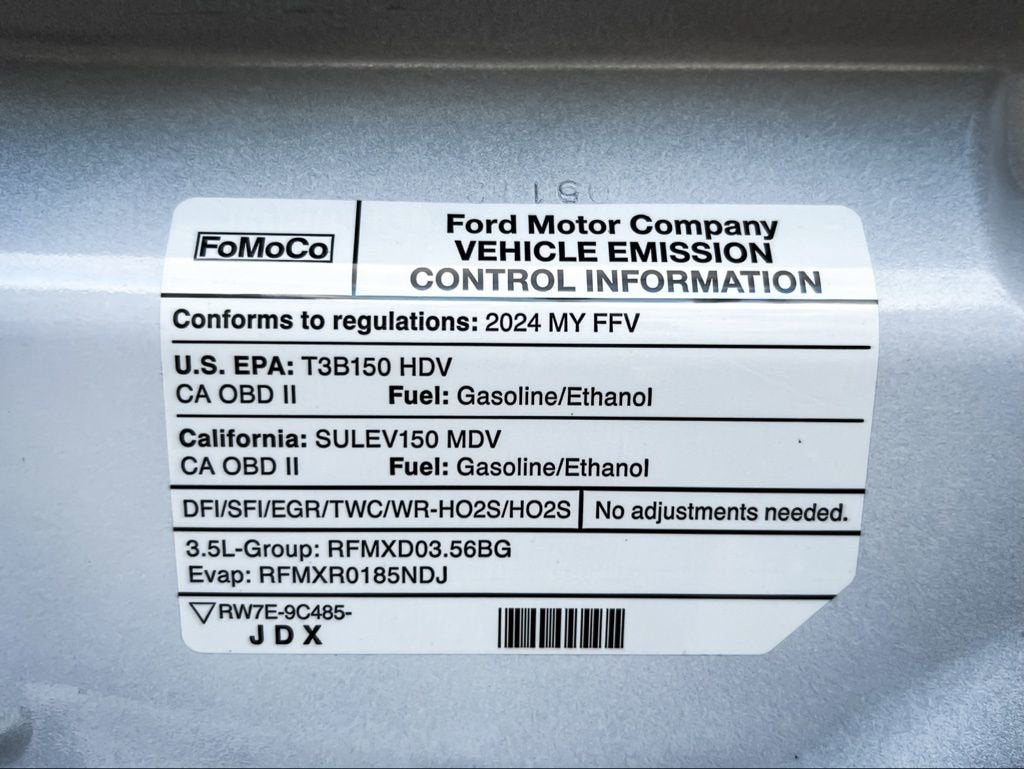 FoMoCo
Ford Motor Company
VEHICLE EMISSION
CONTROL INFORMATION
Conforms to regulations: 2024 MY FFV
U.S. EPA: T3B150 HDV
CA OBD II Fuel: Gasoline/Ethanol
California: SULEV150 MDV
CA OBD II Fuel: Gasoline/Ethanol
DFI/SFI/EGR/TWC/WR-HO2S/HO2S No adjustments needed.
3.5L-Group: RFMXD03.56BG
Evap: RFMXR0185NDJ
RW7E-9C485-
JDX